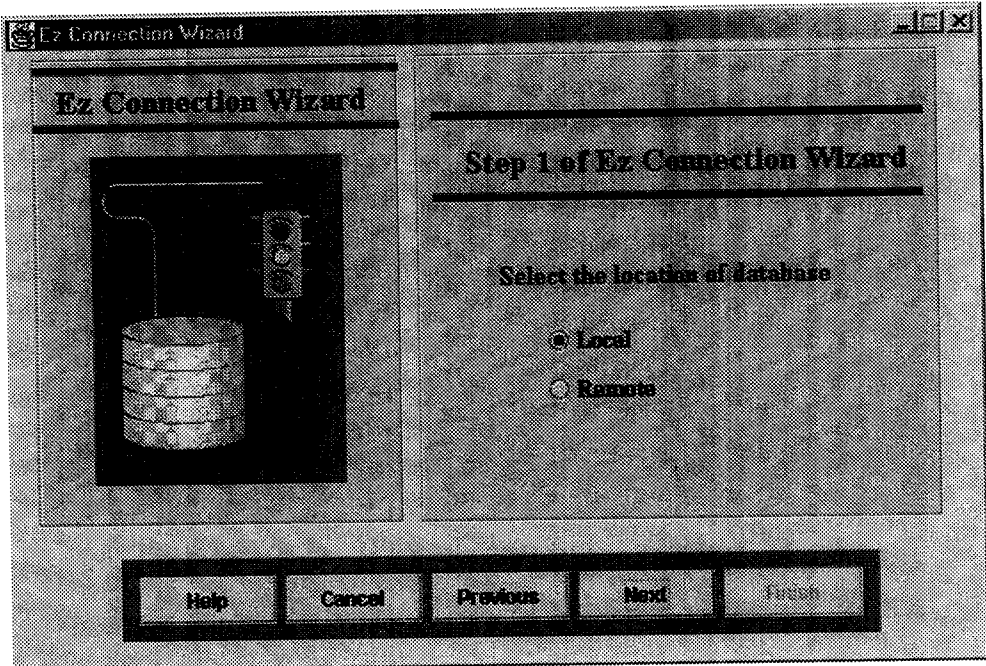 Ez Connection Wizard
Ez Connection Wizard
Step 1 of Ez Connection Wizard
Select the location of database
Local
Remote
Help
Cancel
Previous
Next
Finish